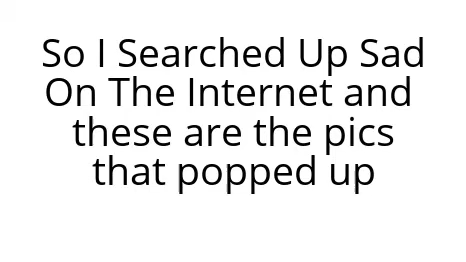 So I Searched Up Sad
On The Internet and
these are the pics
that popped up